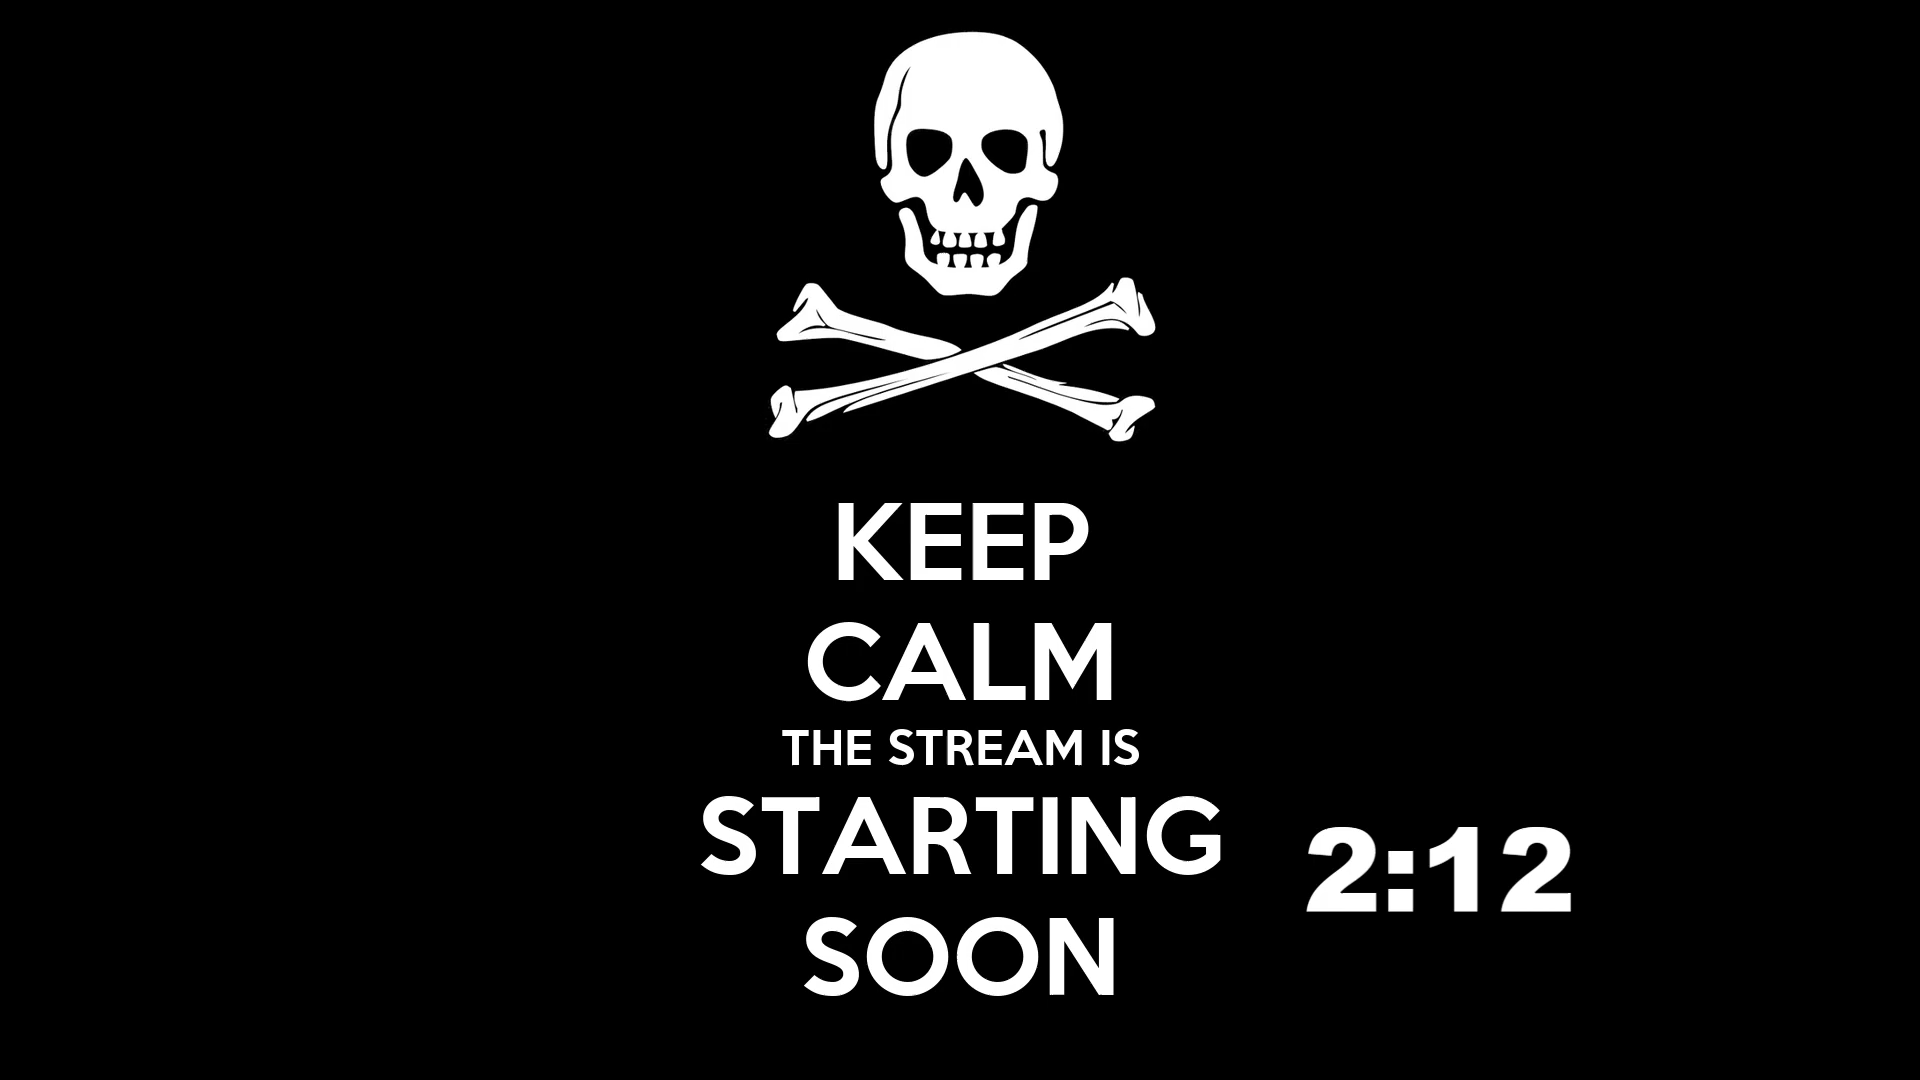 KEEP
CALM
THE STREAM IS
STARTING
SOON
2:12